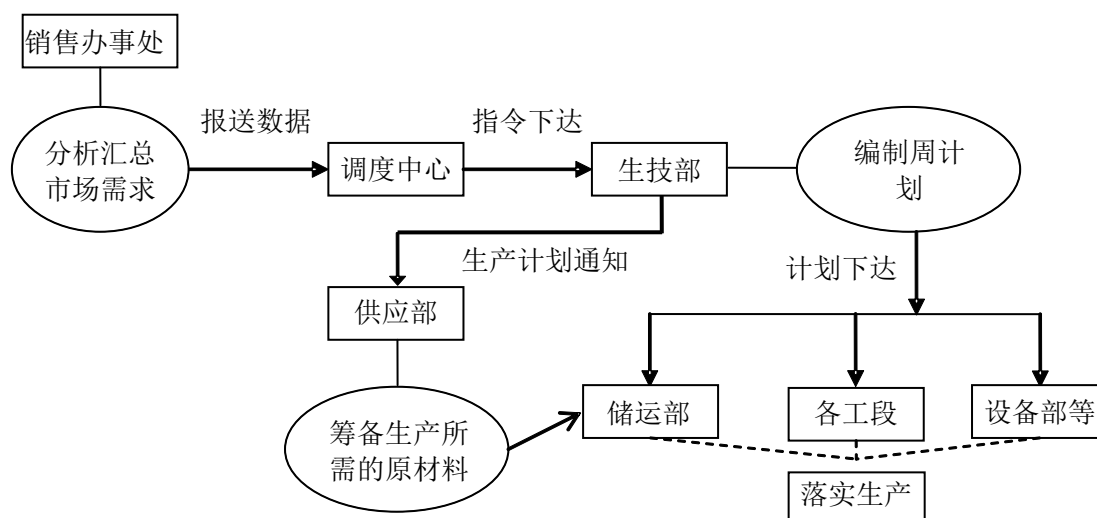 销售办事处
报送数据
指令下达
分析汇总
市场需求
调度中心
生技部
编制周计
划
生产计划通知
计划下达
供应部
筹备生产所
需的原材料
储运部
各工段
设备部等
落实生产